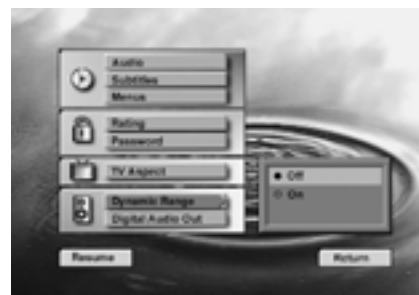 Audio
Subtitles
Menus
Rating
Password
TV Aspect
Dynamic Range
Digital Audio Out
Off
On
Resume
Return